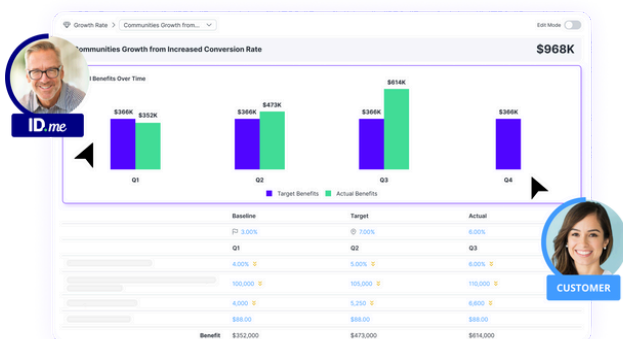 Growth Rate > Communities Growth from... Edit Mode
Communities Growth from Increased Conversion Rate $968K
l Benefits Over Time
$614K
$473K
$366K $352K $366K $366K $366K
ID.me
Q1 Q2 Q3 Q4
Target Benefits Actual Benefits
Baseline Target Actual
3.00% 7.00% 6.00%
Q1 Q2 Q3
4.00% 5.00% 6.00%
100,000 105,000 110,000
CUSTOMER
4,000 5,250 6,600
$88.00 $88.00 $88.00
Benefit $352,000 $473,000 $614,000